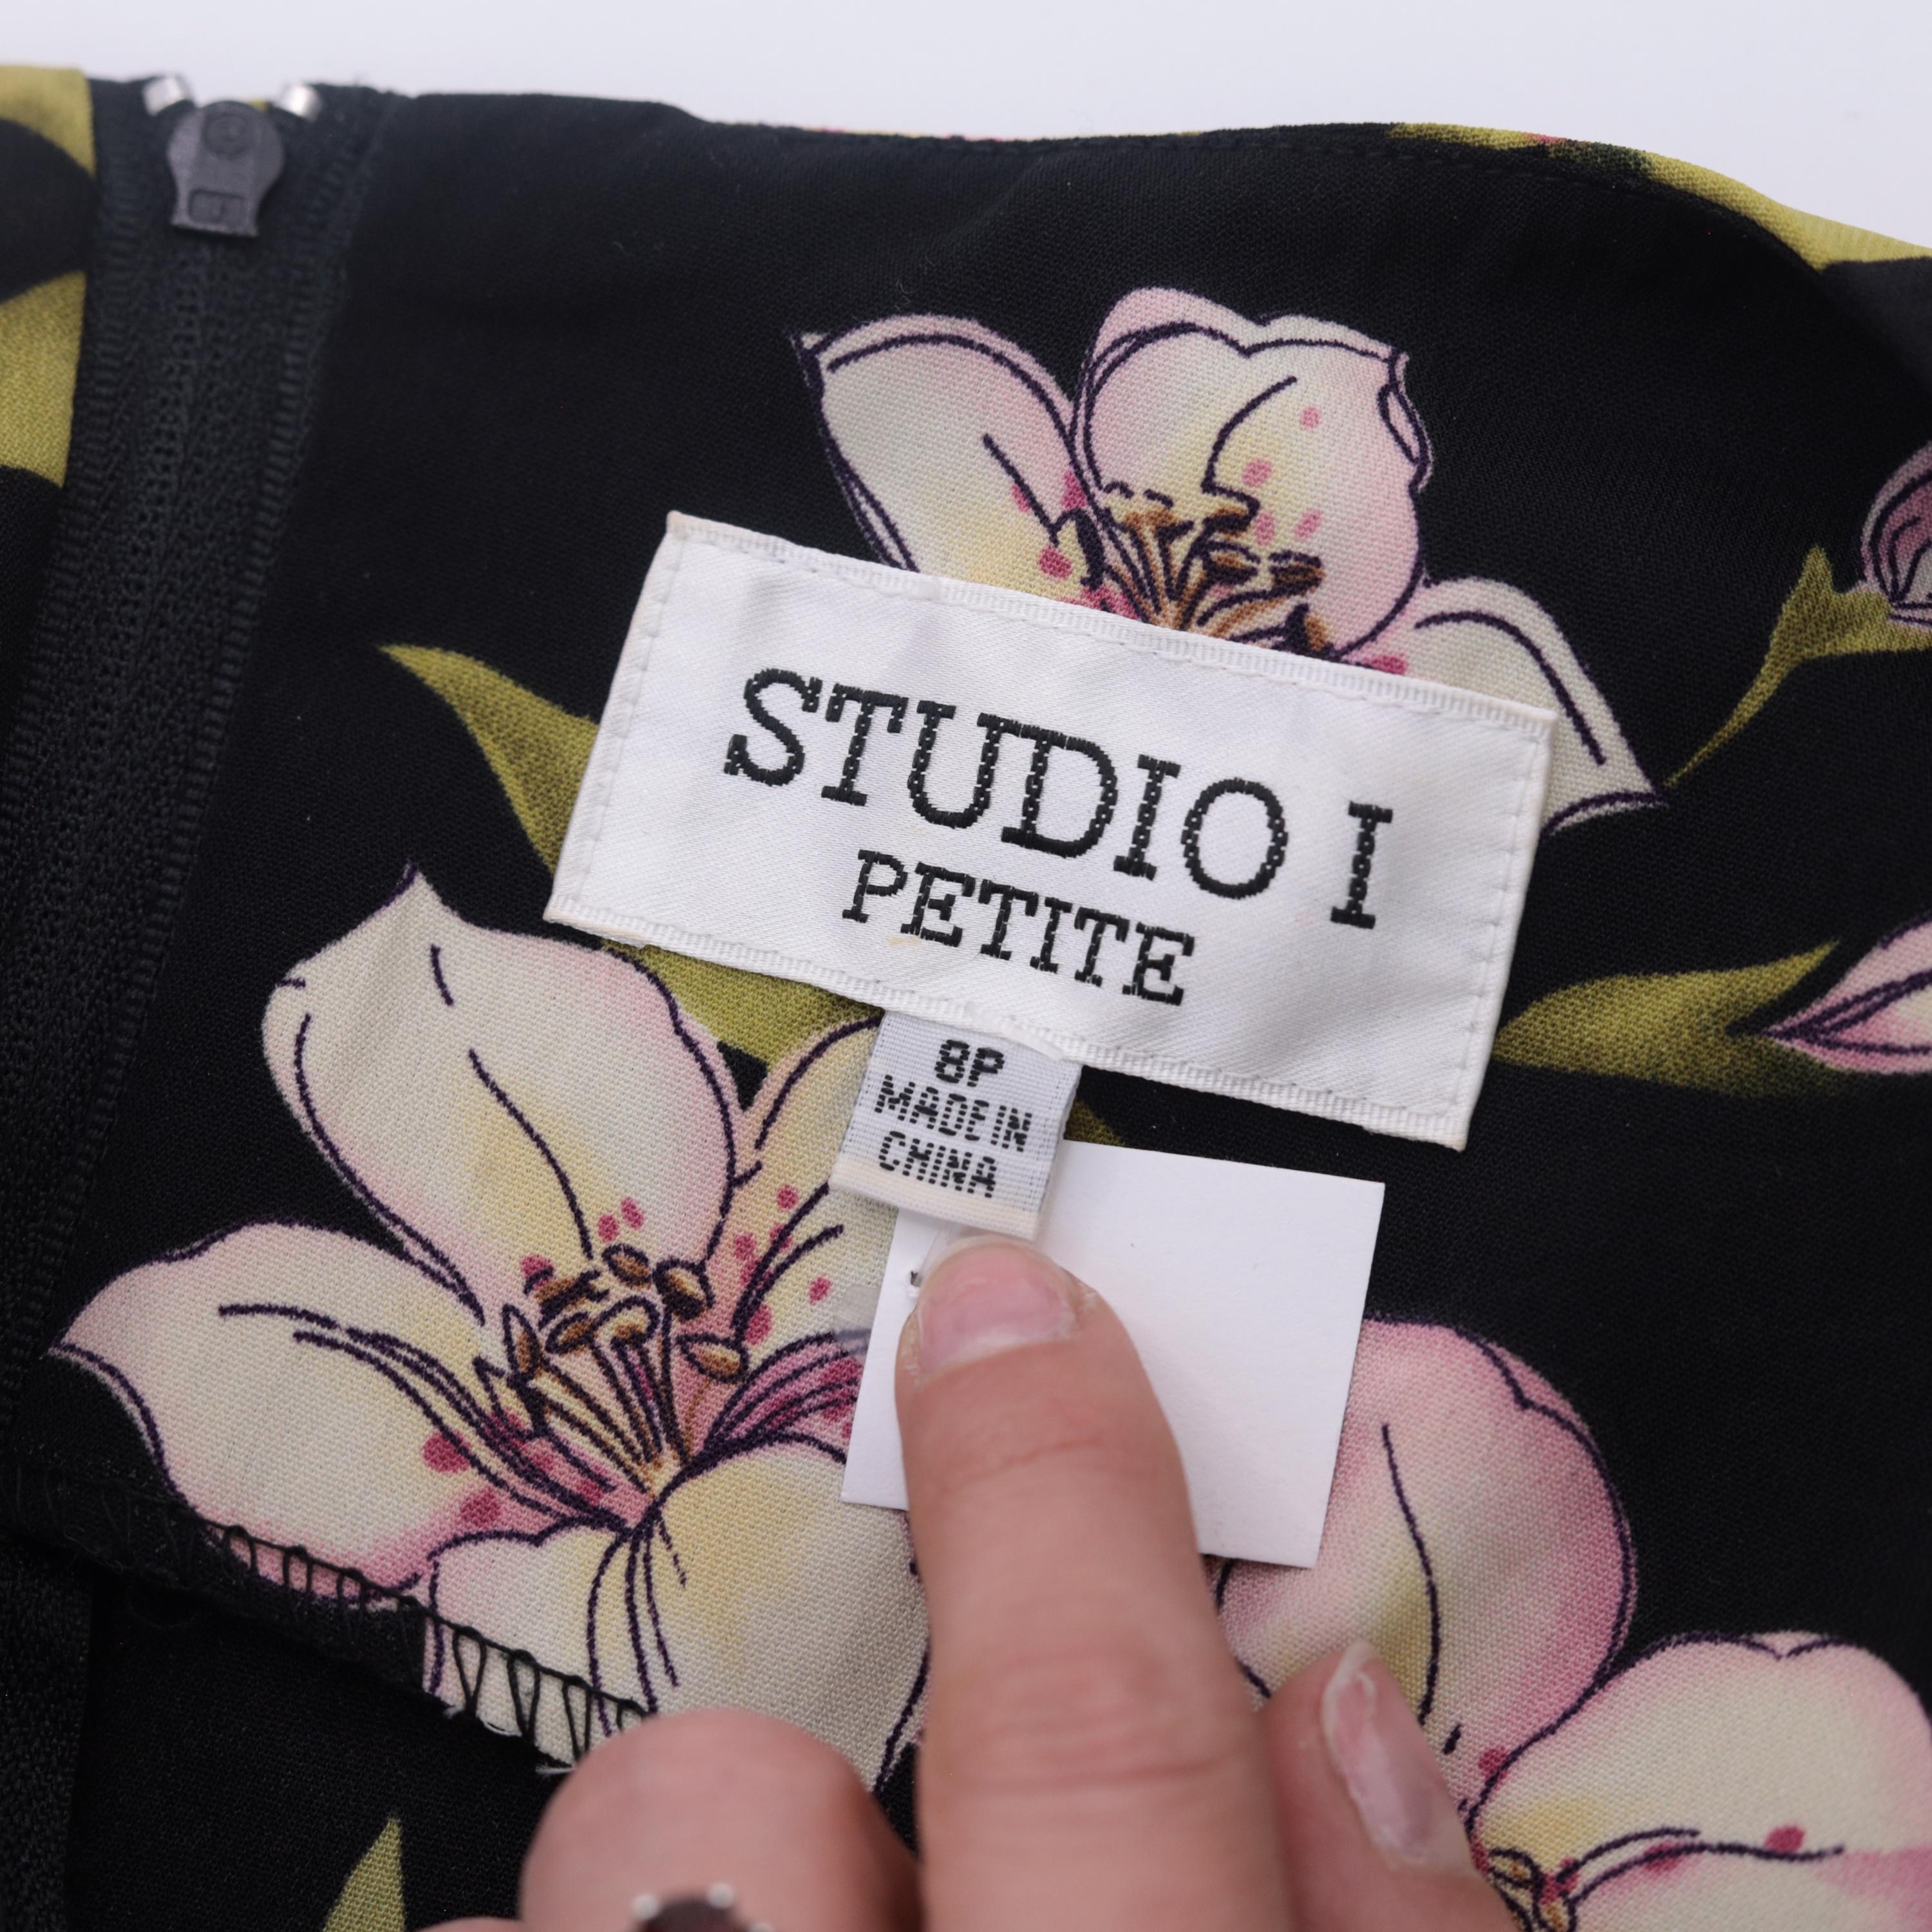 STUDIO I
PETITE
8P
MADE IN
CHINA